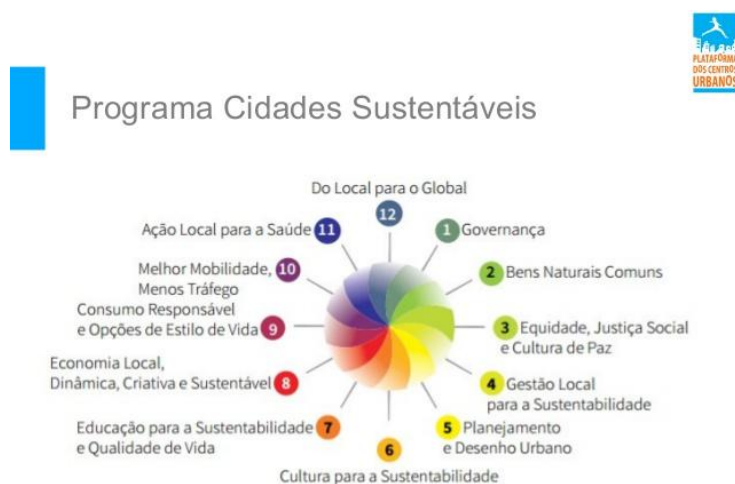 PLATAFORMA
DOS CENTROS
URBANOS
Programa Cidades Sustentáveis
Do Local para o Global
12
1 Governança
2 Bens Naturais Comuns
3 Equidade, Justiça Social
e Cultura de Paz
4 Gestão Local
para a Sustentabilidade
5 Planejamento
e Desenho Urbano
6
Cultura para a Sustentabilidade
Educação para a Sustentabilidade 7
e Qualidade de Vida
Economia Local,
Dinâmica, Criativa e Sustentável 8
Consumo Responsável
e Opções de Estilo de Vida 9
Melhor Mobilidade, 10
Menos Tráfego
Ação Local para a Saúde 11